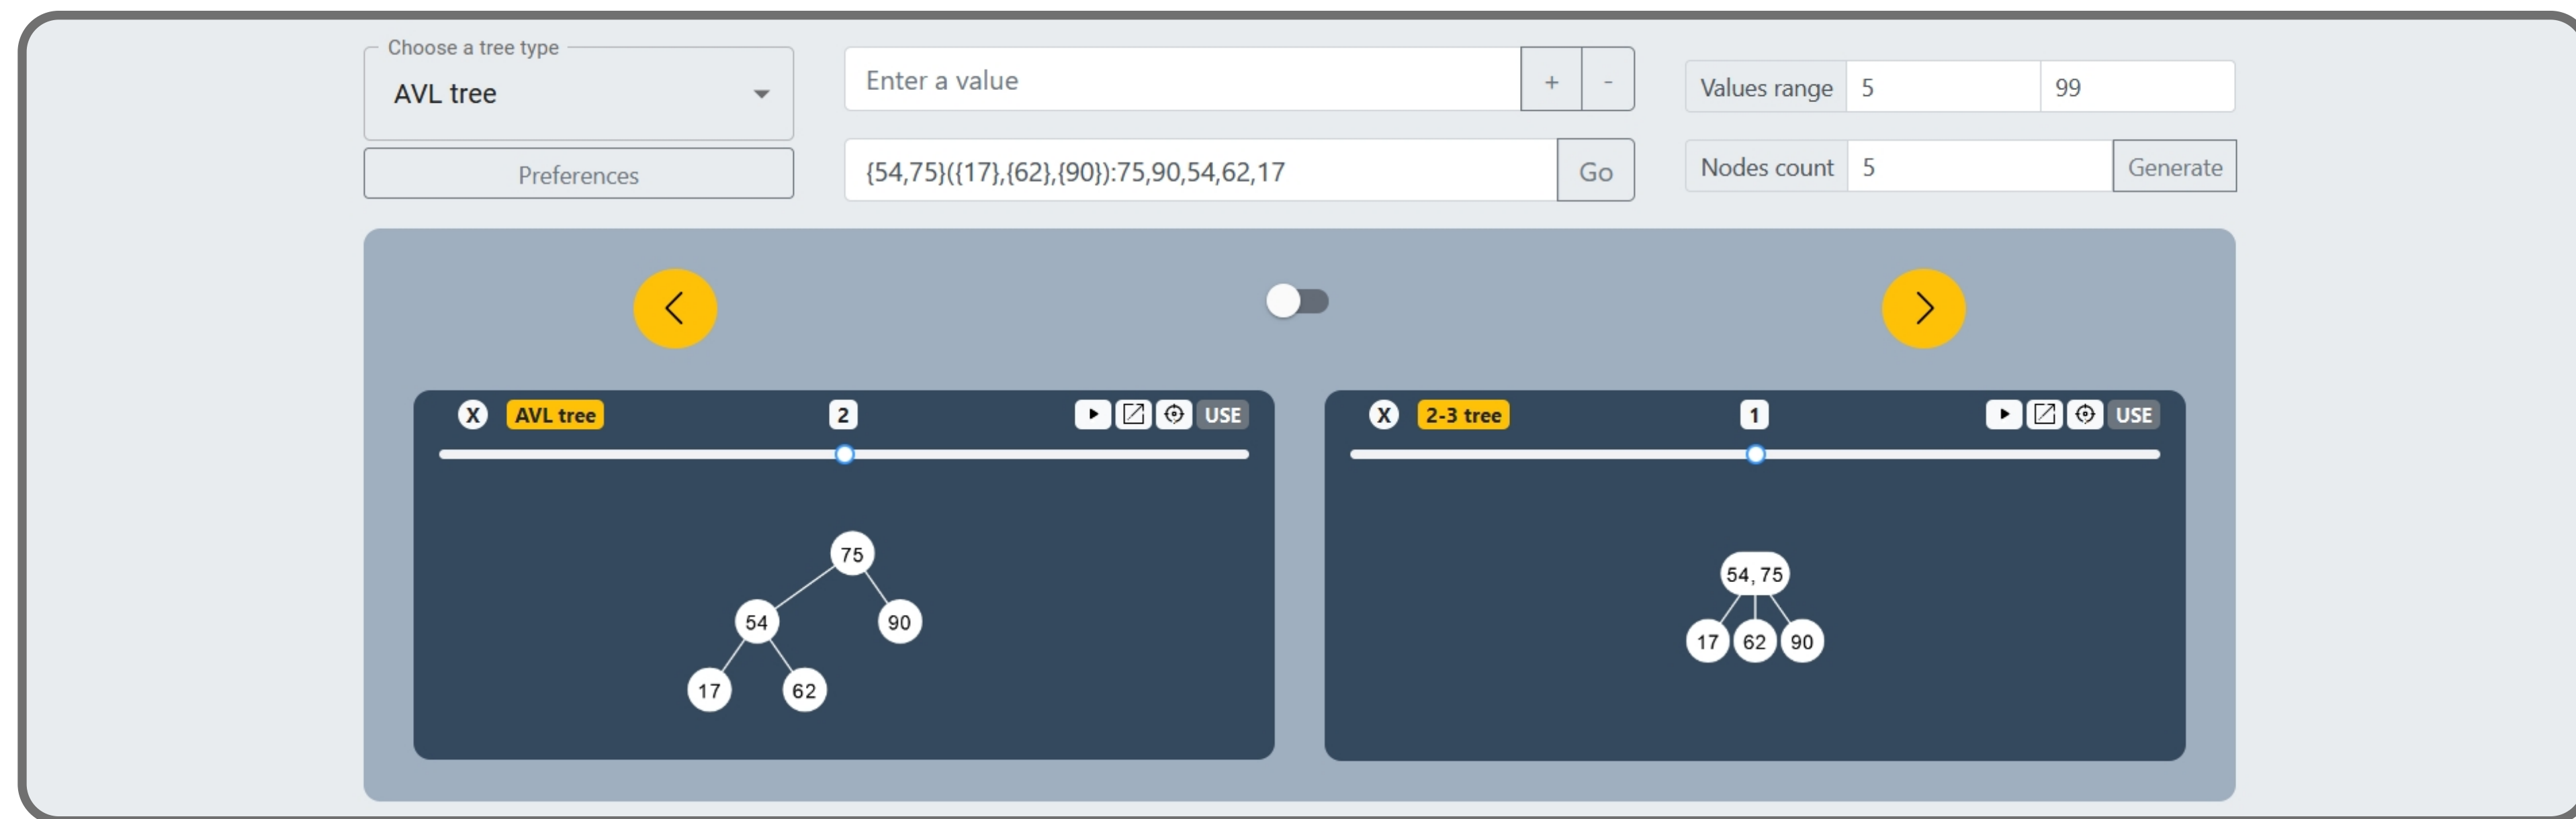 Choose a tree type
AVL tree
Preferences
Enter a value
+
-
{54,75}({17},{62},{90}):75,90,54,62,17
Go
Values range
5
99
Nodes count
5
Generate
X
AVL tree
2
USE
75
54
90
17
62
X
2-3 tree
1
USE
54, 75
17
62
90